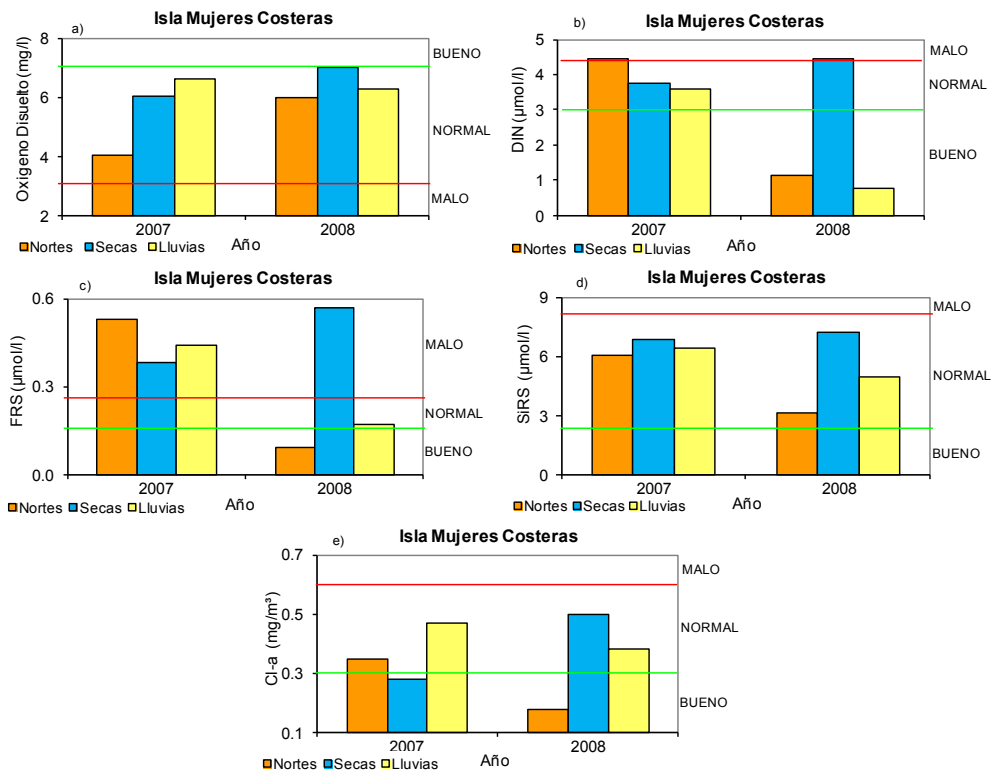 Isla Mujeres Costeras
a)
Oxigeno Disuelto (mg/l)
8
6
4
2
BUENO
NORMAL
MALO
2007
2008
Año
Nortes
Secas
Lluvias
Isla Mujeres Costeras
b)
DIN (µmol/l)
5
4
3
2
1
0
MALO
NORMAL
BUENO
2007
2008
Año
Nortes
Secas
Lluvias
Isla Mujeres Costeras
c)
FRS (µmol/l)
0.6
0.3
0.0
MALO
NORMAL
BUENO
2007
2008
Año
Nortes
Secas
Lluvias
Isla Mujeres Costeras
d)
SiRS (µmol/l)
9
6
3
0
MALO
NORMAL
BUENO
2007
2008
Año
Nortes
Secas
Lluvias
Isla Mujeres Costeras
e)
Cl-a (mg/m³)
0.7
0.5
0.3
0.1
MALO
NORMAL
BUENO
2007
2008
Año
Nortes
Secas
Lluvias